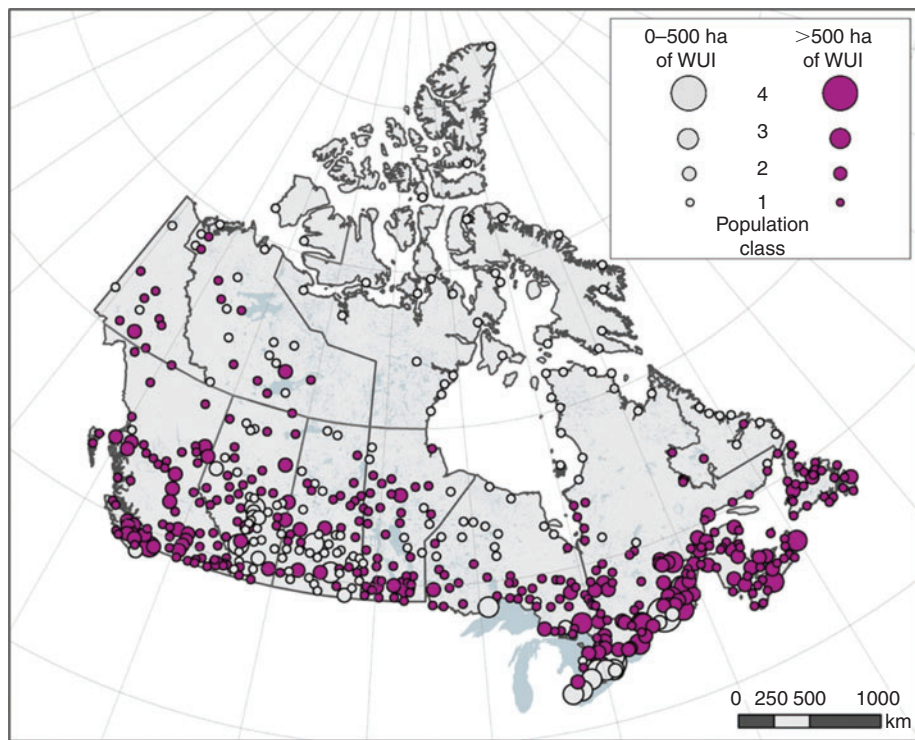 0–500 ha >500 ha
of WUI of WUI
4
3
2
1
Population
class
0 250 500 1000
km